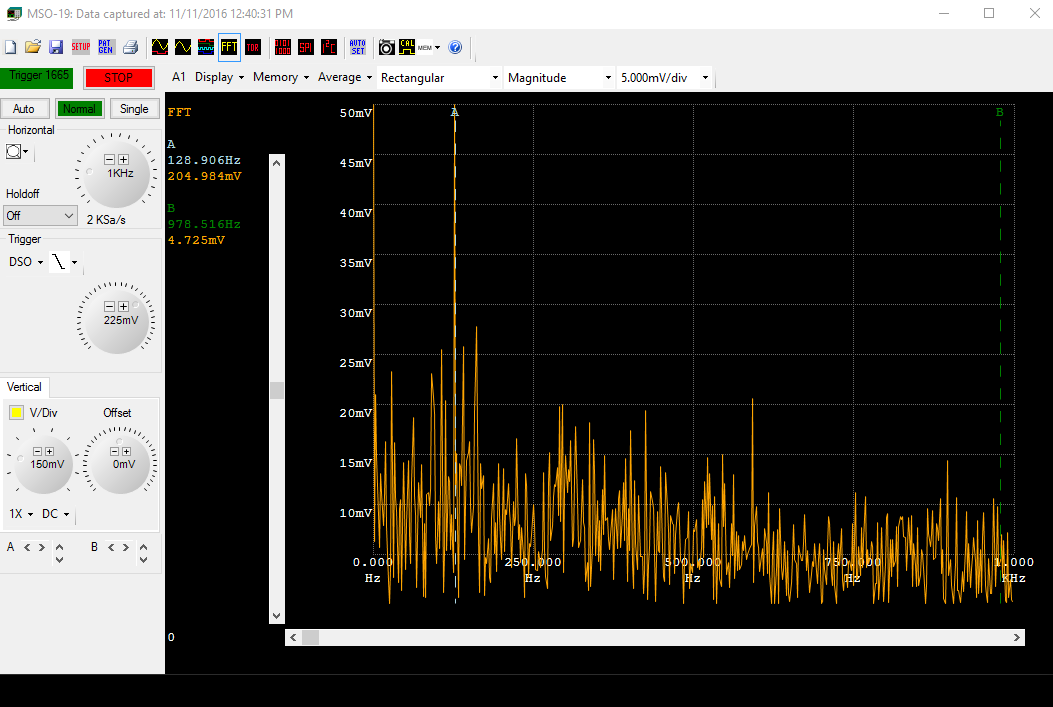 MSO-19: Data captured at: 11/11/2016 12:40:31 PM
SETUP PAT GEN FFT TOR SPI I²C AUTO SET CAL MEM
Trigger 1665 STOP A1 Display Memory Average Rectangular Magnitude 5.000mV/div
Auto Normal Single
Horizontal
1KHz
Holdoff
Off 2 KSa/s
Trigger
DSO
225mV
Vertical
V/Div Offset
150mV 0mV
1X DC
A B
FFT
A
128.906Hz
204.984mV
B
978.516Hz
4.725mV
0
A B
50mV
45mV
40mV
35mV
30mV
25mV
20mV
15mV
10mV
0.000 250.000 500.000 750.000 1.000
Hz Hz Hz Hz KHz